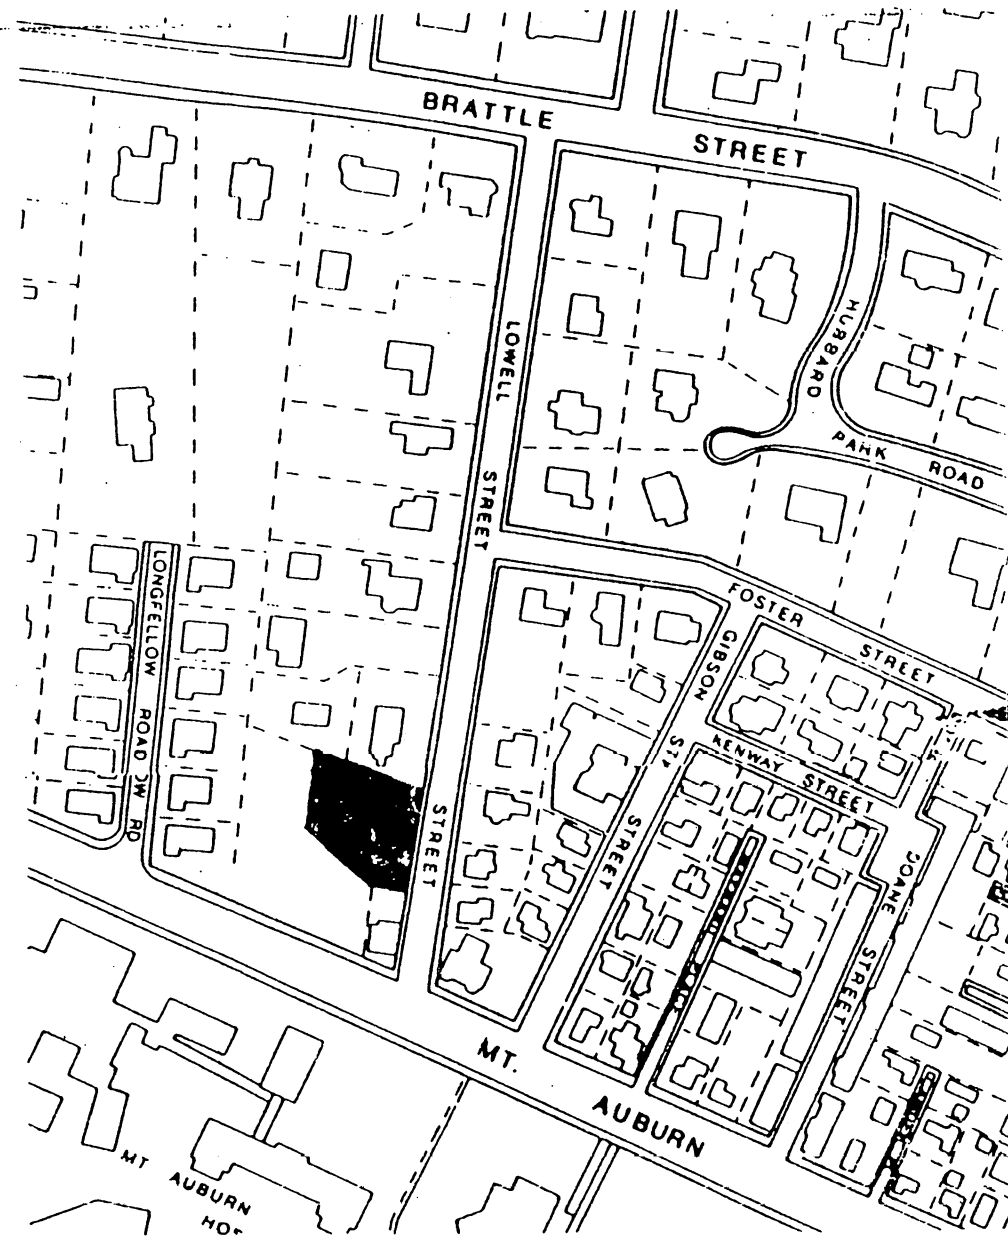 BRATTLE
STREET
LOWELL
STREET
HUBBARD
PARK ROAD
FOSTER
STREET
LONGFELLOW
ROAD
RD
GIBSON
STREET
KENWAY STREET
STREET
DOANE
STREET
MT.
AUBURN
MT
AUBURN